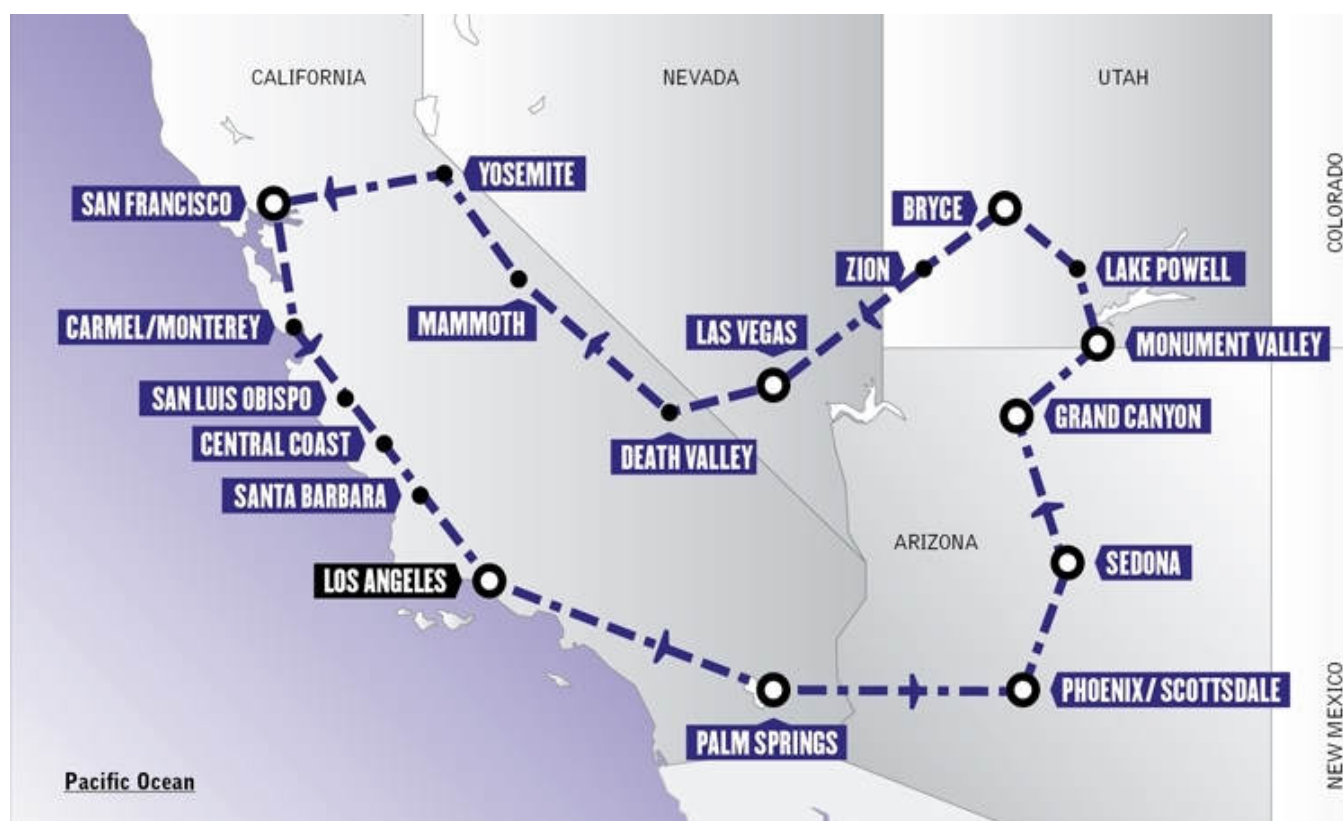 CALIFORNIA
NEVADA
UTAH
COLORADO
YOSEMITE
SAN FRANCISCO
BRYCE
ZION
LAKE POWELL
CARMEL/MONTEREY
MAMMOTH
LAS VEGAS
MONUMENT VALLEY
SAN LUIS OBISPO
GRAND CANYON
CENTRAL COAST
DEATH VALLEY
SANTA BARBARA
ARIZONA
LOS ANGELES
SEDONA
PHOENIX/ SCOTTSDALE
PALM SPRINGS
NEW MEXICO
Pacific Ocean